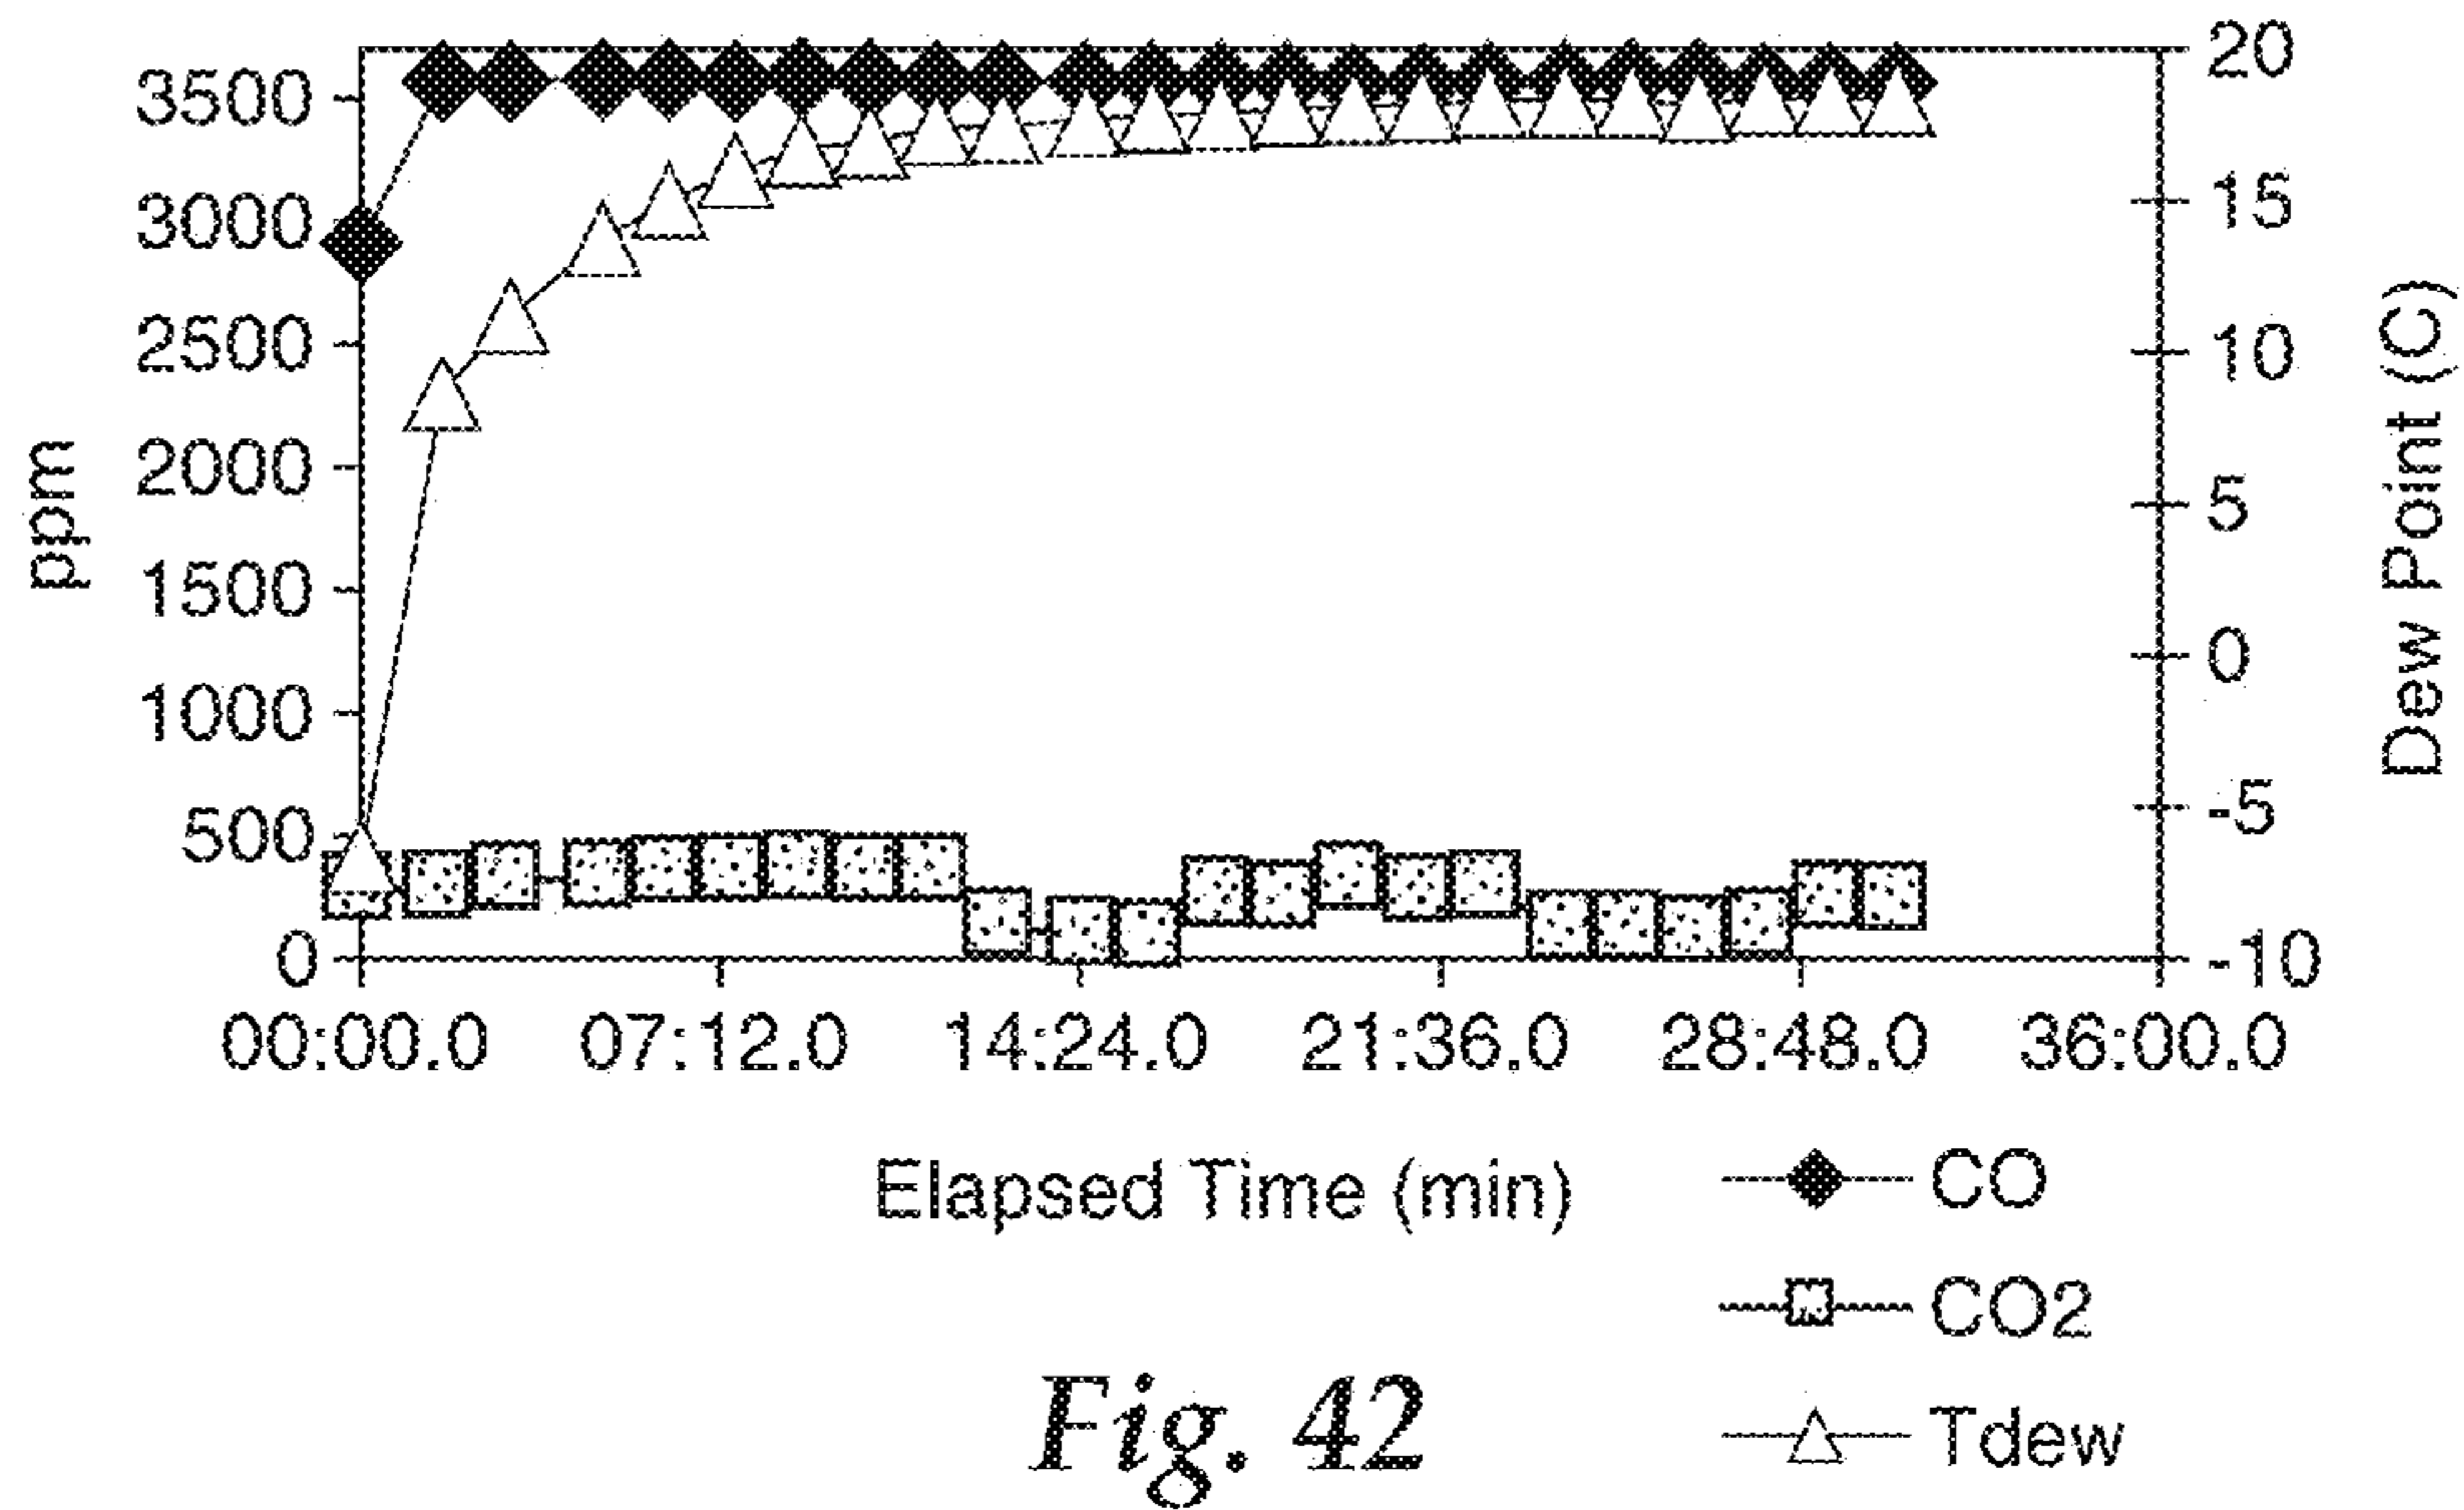 20
3500
15
3000
10
2500
2000
5
1500
0
1000
-5
500
0
-10
ppm
Dew Point (C)
00:00.0 07:12.0 14:24.0 21:36.0 28:48.0 36:00.0
Elapsed Time (min)
CO
CO2
Tdew
Fig. 42